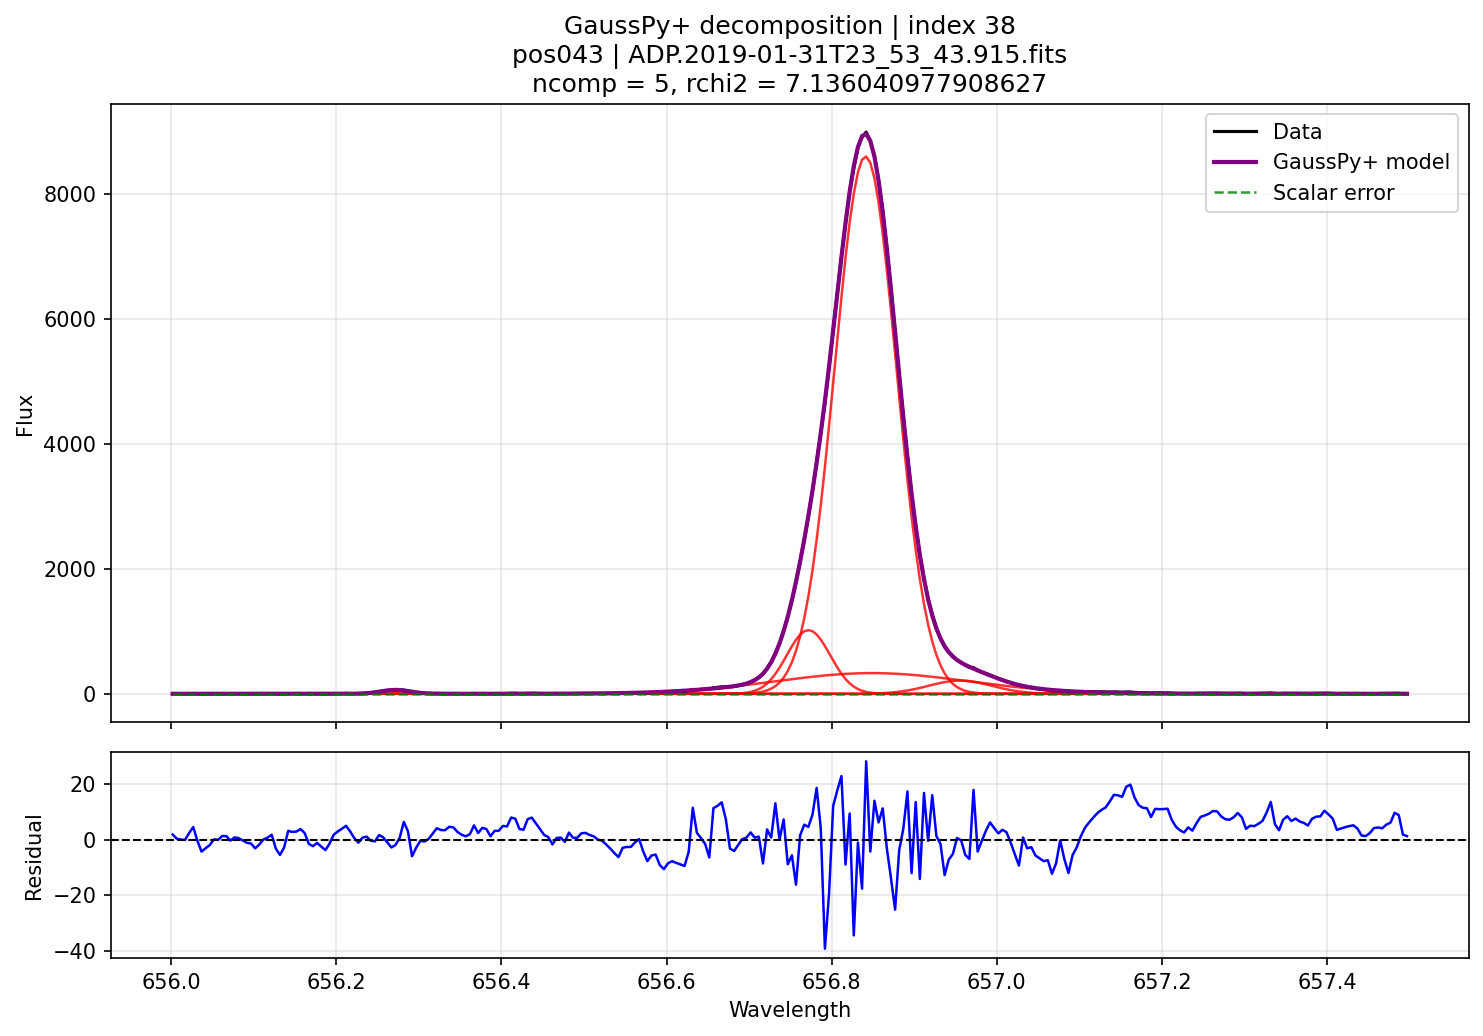 GaussPy+ decomposition | index 38
pos043 | ADP.2019-01-31T23_53_43.915.fits
ncomp = 5, rchi2 = 7.136040977908627
Data
GaussPy+ model
Scalar error
Flux
8000
6000
4000
2000
0
Residual
20
0
−20
−40
656.0 656.2 656.4 656.6 656.8 657.0 657.2 657.4
Wavelength